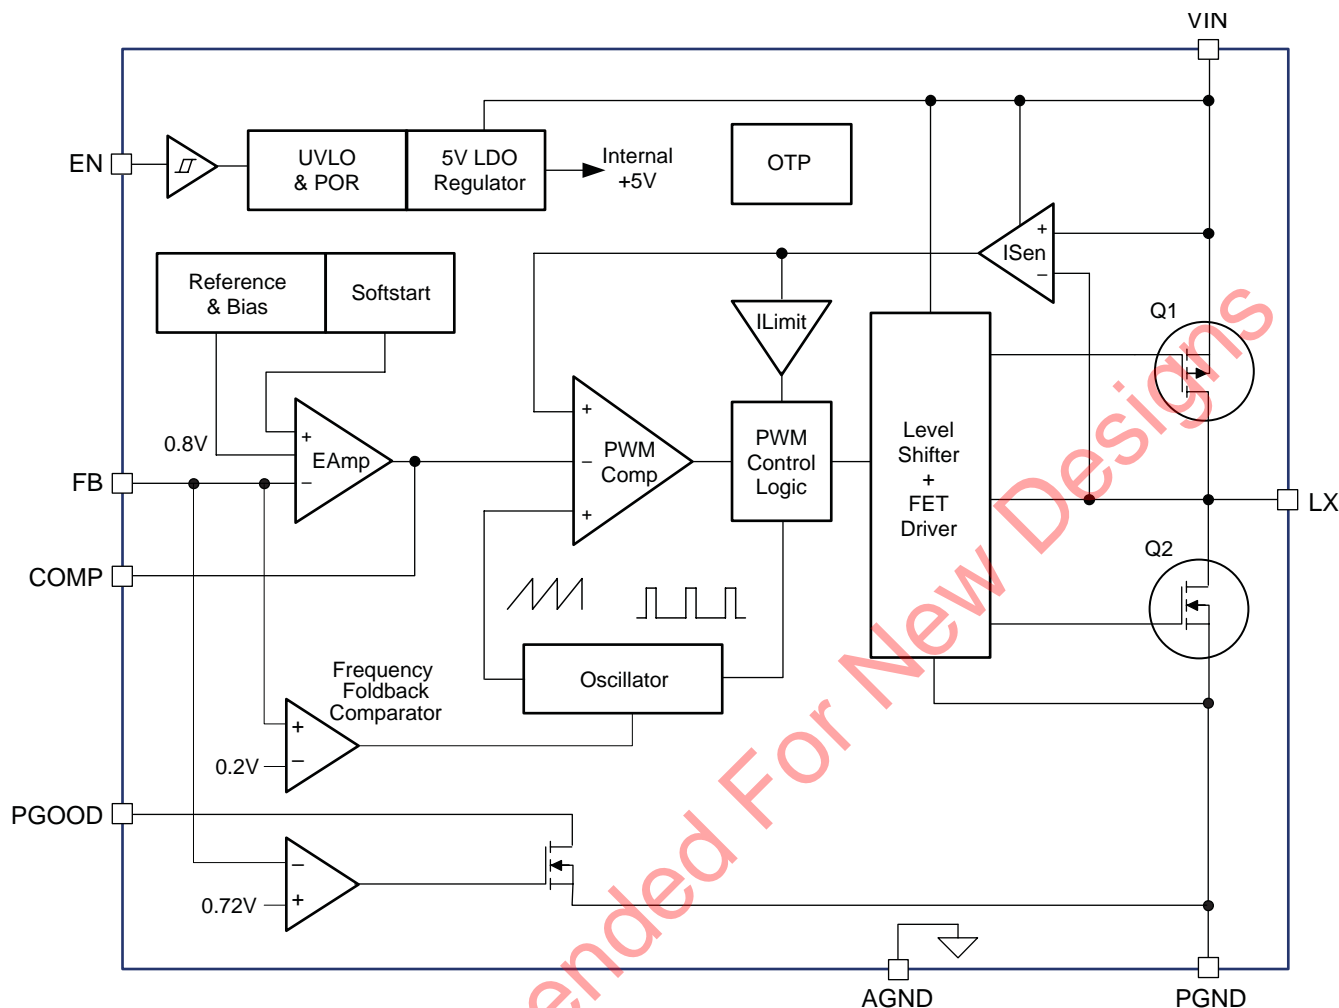 VIN
EN
UVLO
& POR
5V LDO
Regulator
Internal
+5V
OTP
Reference
& Bias
Softstart
ISen
+
−
ILimit
Q1
0.8V
+
EAmp
−
+
PWM
−
Comp
+
PWM
Control
Logic
Level
Shifter
+
FET
Driver
FB
LX
COMP
Q2
Frequency
Foldback
Comparator
Oscillator
+
0.2V
−
PGOOD
−
0.72V
+
AGND
PGND
ended For New Designs